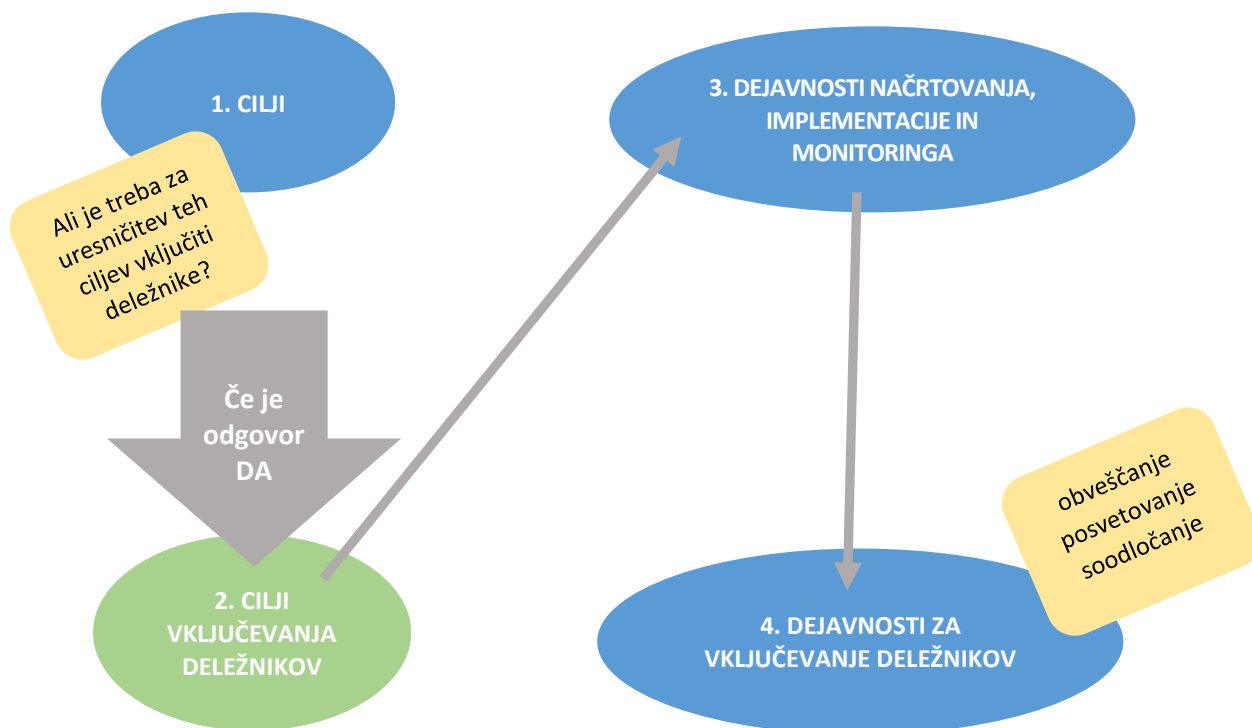 1. CILJI
Ali je treba za
uresničitev teh
ciljev vključiti
deležnike?
Če je
odgovor
DA
2. CILJI
VKLJUČEVANJA
DELEŽNIKOV
3. DEJAVNOSTI NAČRTOVANJA,
IMPLEMENTACIJE IN
MONITORINGA
obveščanje
posvetovanje
soodločanje
4. DEJAVNOSTI ZA
VKLJUČEVANJE DELEŽNIKOV